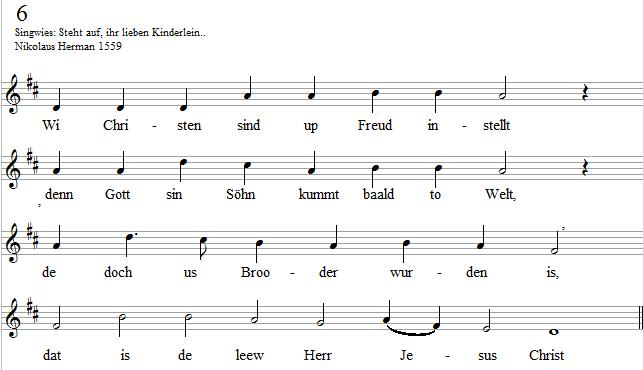 6
Singwies: Steht auf, ihr lieben Kinderlein..
Nikolaus Herman 1559
Wi Chri - sten sind up Freud in - stellt
, denn Gott sin Söhn kummt baald to Welt,
de doch us Broo - der wur - den is,
dat is de leew Herr Je - sus Christ